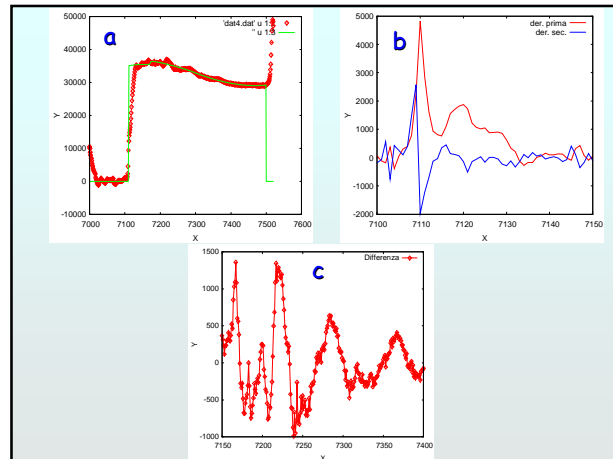 a
'dat4.dat' u 1:
'' u 1:3
50000
40000
30000
20000
10000
0
-10000
7000 7100 7200 7300 7400 7500 7600
X
Y
b
der. prima
der. sec.
5000
4000
3000
2000
1000
0
-1000
-2000
7100 7110 7120 7130 7140 7150
X
Y
c
Differenza
1500
1000
500
0
-500
-1000
7150 7200 7250 7300 7350 7400
X
Y